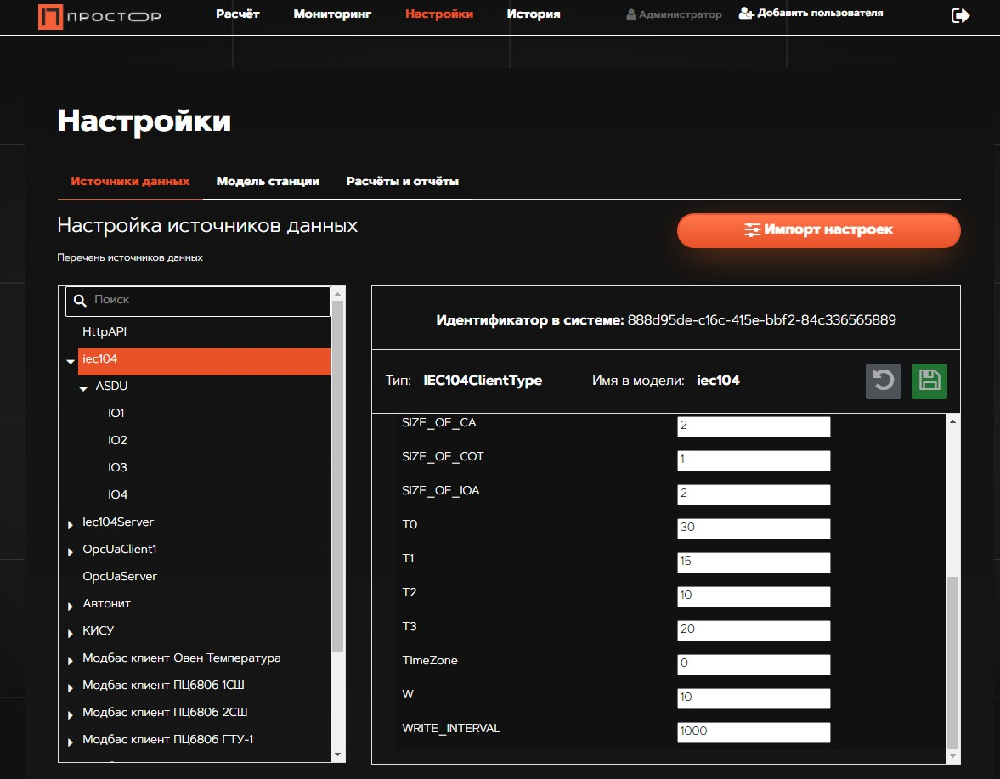 ПРОСТОР
Расчёт Мониторинг Настройки История Администратор Добавить пользователя
Настройки
Источники данных Модель станции Расчёты и отчёты
Настройка источников данных
Импорт настроек
Перечень источников данных
Поиск
HttpAPI
iec104
ASDU
IO1
IO2
IO3
IO4
Iec104Server
OpcUaClient1
OpcUaServer
Автонит
КИСУ
Модбас клиент Овен Температура
Модбас клиент ПЦ6806 1СШ
Модбас клиент ПЦ6806 2СШ
Модбас клиент ПЦ6806 ГТУ-1
Идентификатор в системе: 888d95de-c16c-415e-bbf2-84c336565889
Тип: IEC104ClientType Имя в модели: iec104
SIZE_OF_CA 2
SIZE_OF_COT 1
SIZE_OF_IOA 2
T0 30
T1 15
T2 10
T3 20
TimeZone 0
W 10
WRITE_INTERVAL 1000